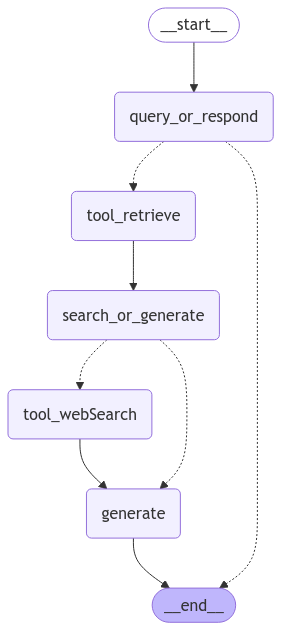 __start__
query_or_respond
tool_retrieve
search_or_generate
tool_webSearch
generate
__end__